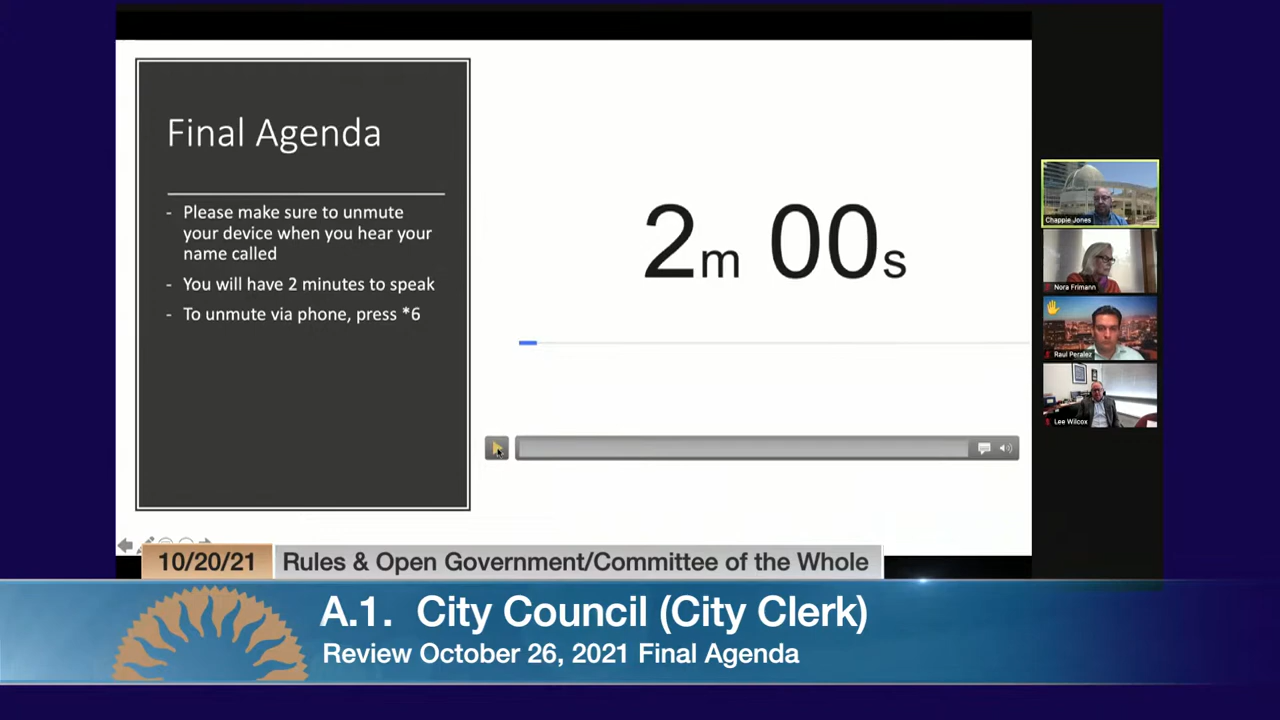 Final Agenda
- Please make sure to unmute
your device when you hear your
name called
- You will have 2 minutes to speak
- To unmute via phone, press *6
2m 00s
Chappie Jones
Nora Frimann
Raul Peralez
Lee Wilcox
10/20/21 Rules & Open Government/Committee of the Whole
A.1. City Council (City Clerk)
Review October 26, 2021 Final Agenda